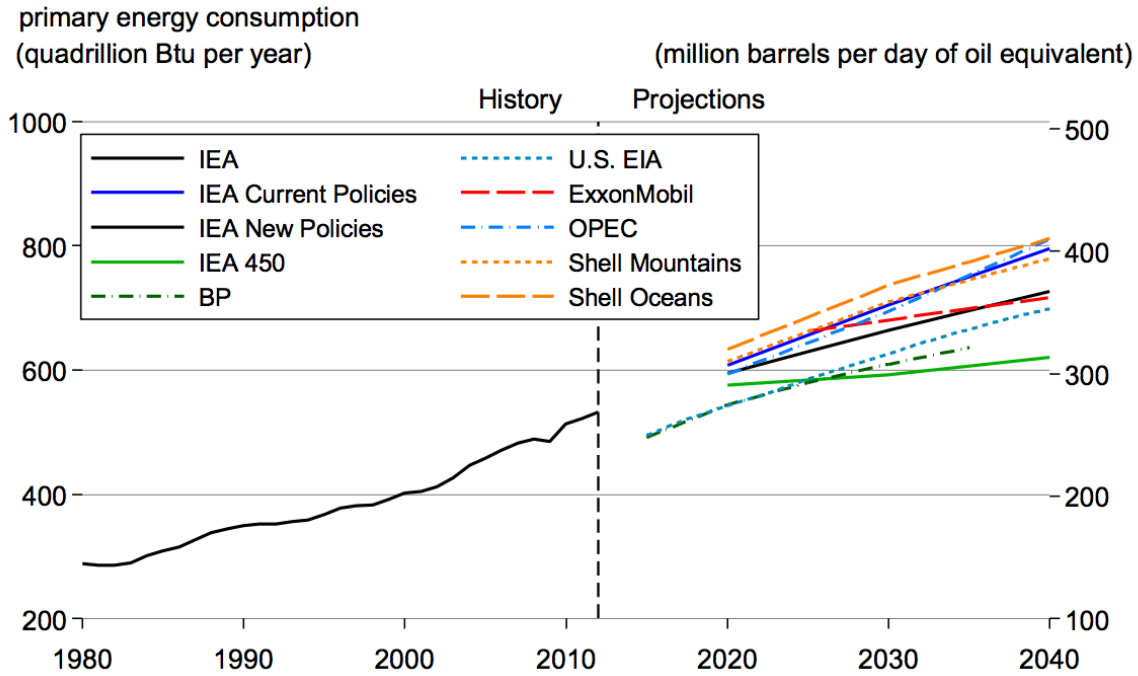 primary energy consumption
(quadrillion Btu per year) (million barrels per day of oil equivalent)
History Projections
1000 500
IEA U.S. EIA
IEA Current Policies ExxonMobil
IEA New Policies OPEC
800 400
IEA 450 Shell Mountains
BP Shell Oceans
600 300
400 200
200 100
1980 1990 2000 2010 2020 2030 2040